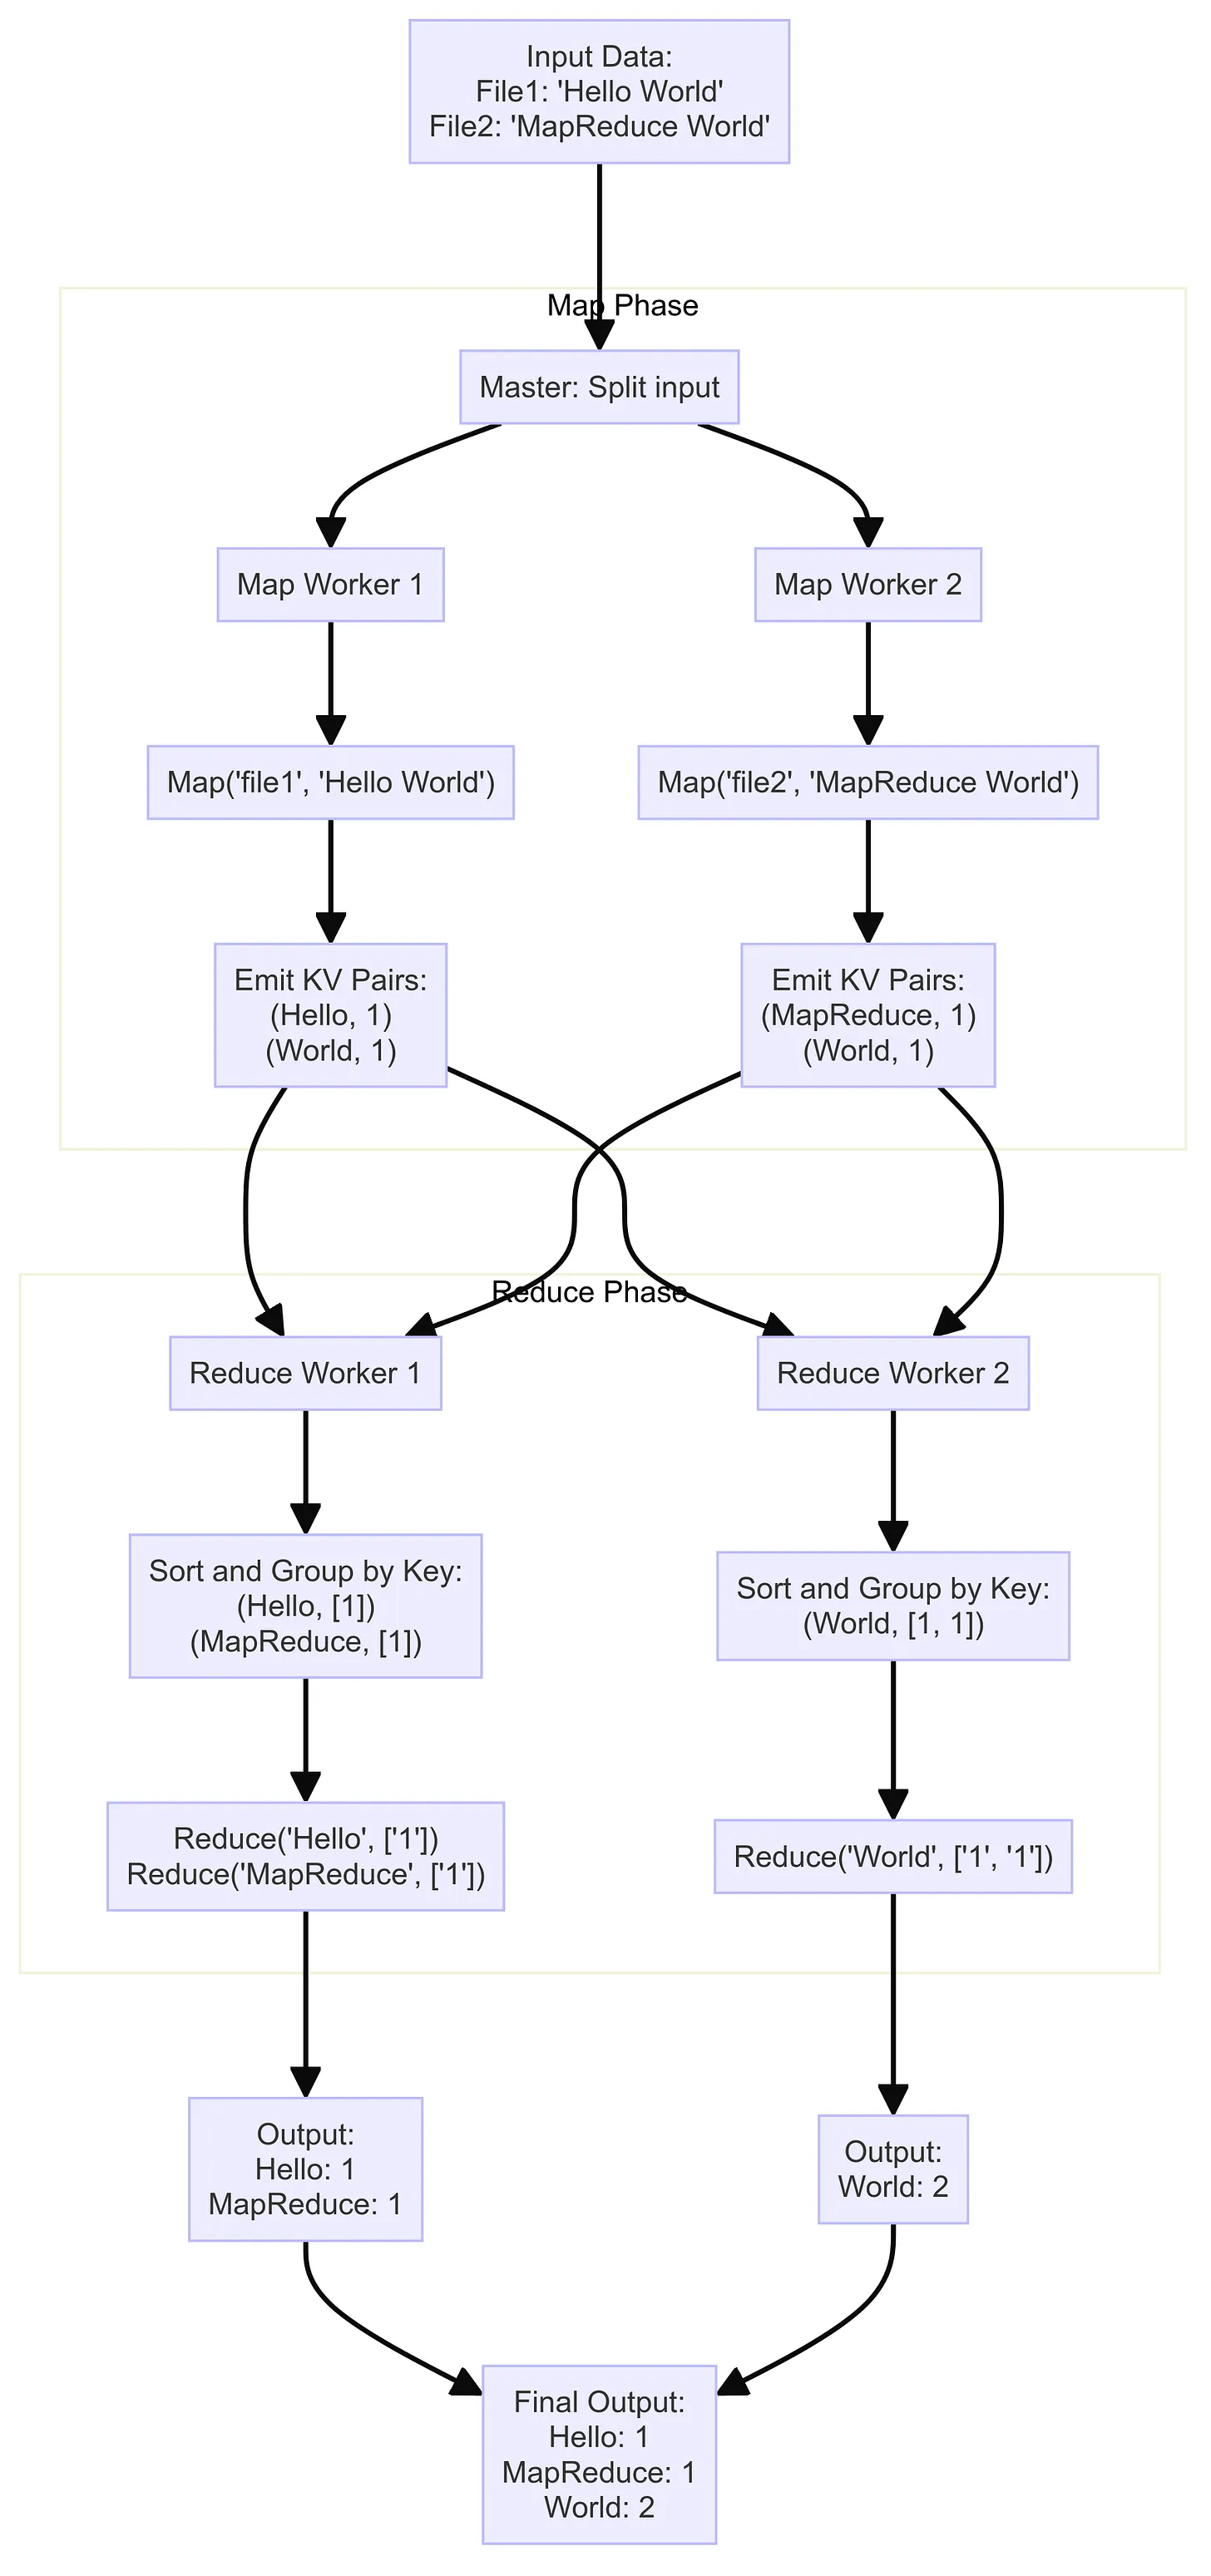 Input Data:
File1: 'Hello World'
File2: 'MapReduce World'
Map Phase
Master: Split input
Map Worker 1
Map Worker 2
Map('file1', 'Hello World')
Map('file2', 'MapReduce World')
Emit KV Pairs:
(Hello, 1)
(World, 1)
Emit KV Pairs:
(MapReduce, 1)
(World, 1)
Reduce Phase
Reduce Worker 1
Reduce Worker 2
Sort and Group by Key:
(Hello, [1])
(MapReduce, [1])
Sort and Group by Key:
(World, [1, 1])
Reduce('Hello', ['1'])
Reduce('MapReduce', ['1'])
Reduce('World', ['1', '1'])
Output:
Hello: 1
MapReduce: 1
Output:
World: 2
Final Output:
Hello: 1
MapReduce: 1
World: 2